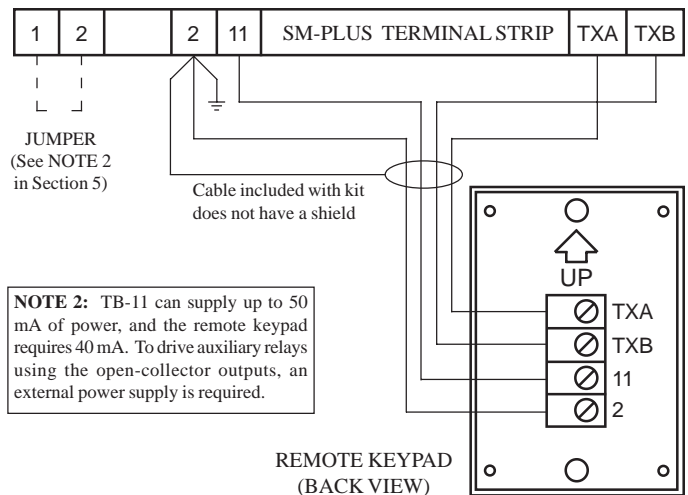 1 2 2 11 SM-PLUS TERMINAL STRIP TXA TXB
JUMPER
(See NOTE 2
in Section 5)
Cable included with kit
does not have a shield
UP
NOTE 2: TB-11 can supply up to 50
mA of power, and the remote keypad
requires 40 mA. To drive auxiliary relays
using the open-collector outputs, an
external power supply is required.
TXA
TXB
11
2
REMOTE KEYPAD
(BACK VIEW)